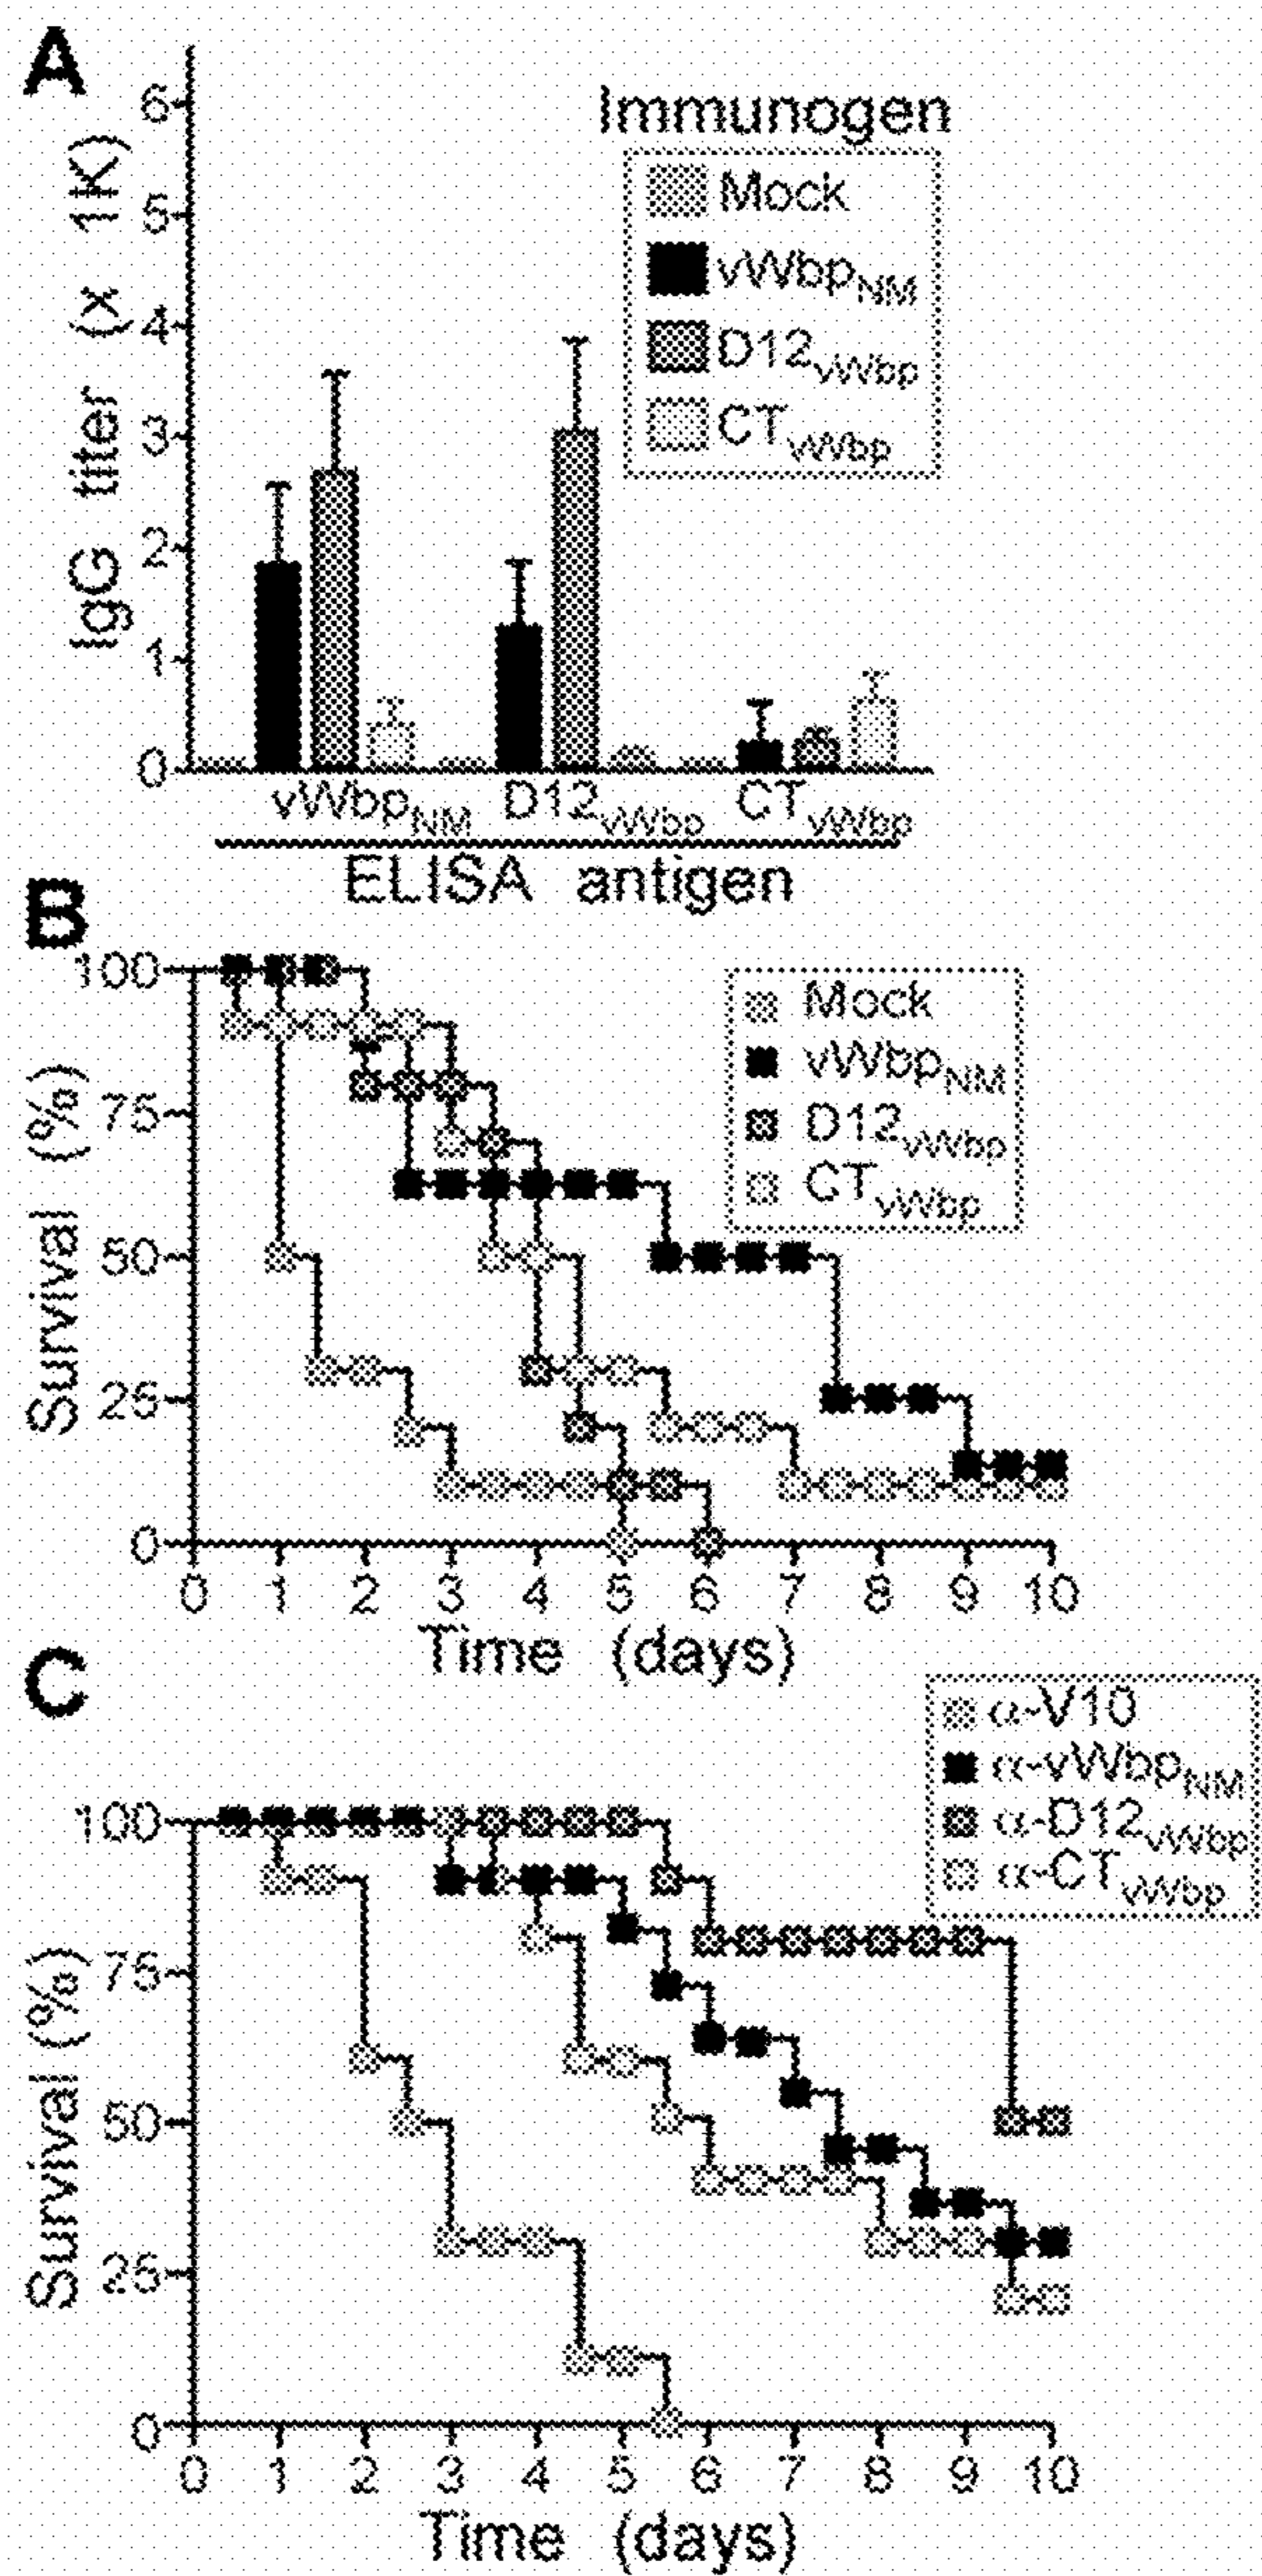 A
6
5
4
3
2
1
0
IgG titer (x 1K)
Immunogen
Mock
vWbpNM
D12vWbp
CTvWbp
vWbpNM D12vWbp CTvWbp
ELISA antigen
B
100
75
50
25
0
Survival (%)
Mock
vWbpNM
D12vWbp
CTvWbp
0 1 2 3 4 5 6 7 8 9 10
Time (days)
C
α-V10
α-vWbpNM
α-D12vWbp
α-CTvWbp
100
75
50
25
0
Survival (%)
0 1 2 3 4 5 6 7 8 9 10
Time (days)